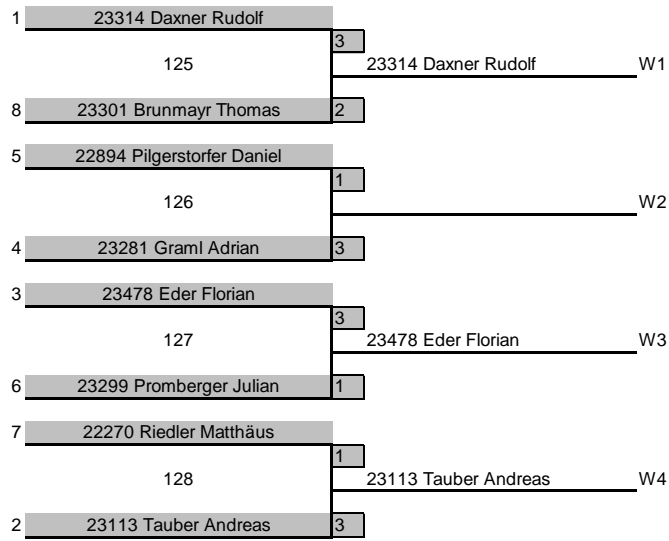 1 23314 Daxner Rudolf
3
125 23314 Daxner Rudolf W1
8 23301 Brunmayr Thomas 2
5 22894 Pilgerstorfer Daniel
1
126 W2
4 23281 Graml Adrian 3
3 23478 Eder Florian
3
127 23478 Eder Florian W3
6 23299 Promberger Julian 1
7 22270 Riedler Matthäus
1
128 23113 Tauber Andreas W4
2 23113 Tauber Andreas 3